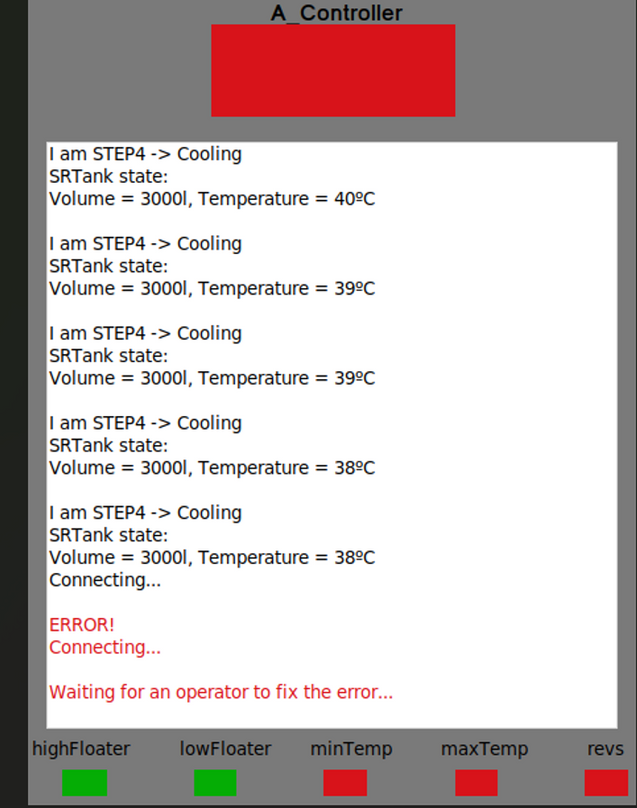 A_Controller
I am STEP4 -> Cooling
SRTank state:
Volume = 3000l, Temperature = 40ºC
I am STEP4 -> Cooling
SRTank state:
Volume = 3000l, Temperature = 39ºC
I am STEP4 -> Cooling
SRTank state:
Volume = 3000l, Temperature = 39ºC
I am STEP4 -> Cooling
SRTank state:
Volume = 3000l, Temperature = 38ºC
I am STEP4 -> Cooling
SRTank state:
Volume = 3000l, Temperature = 38ºC
Connecting...
ERROR!
Connecting...
Waiting for an operator to fix the error...
highFloater lowFloater minTemp maxTemp revs